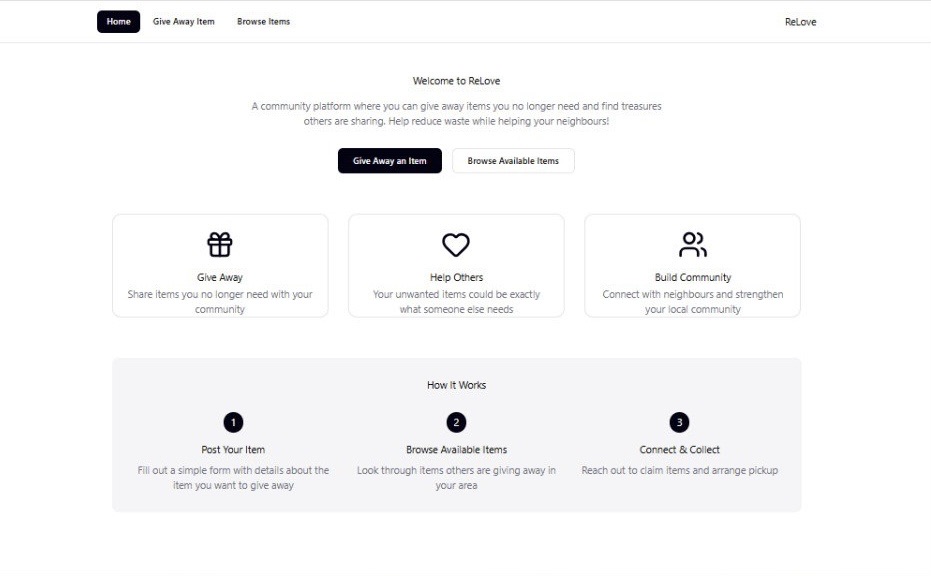 Home
Give Away Item
Browse Items
ReLove
Welcome to ReLove
A community platform where you can give away items you no longer need and find treasures
others are sharing. Help reduce waste while helping your neighbours!
Give Away an Item
Browse Available Items
Give Away
Share items you no longer need with your
community
Help Others
Your unwanted items could be exactly
what someone else needs
Build Community
Connect with neighbours and strengthen
your local community
How It Works
1
Post Your Item
Fill out a simple form with details about the
item you want to give away
2
Browse Available Items
Look through items others are giving away in
your area
3
Connect & Collect
Reach out to claim items and arrange pickup